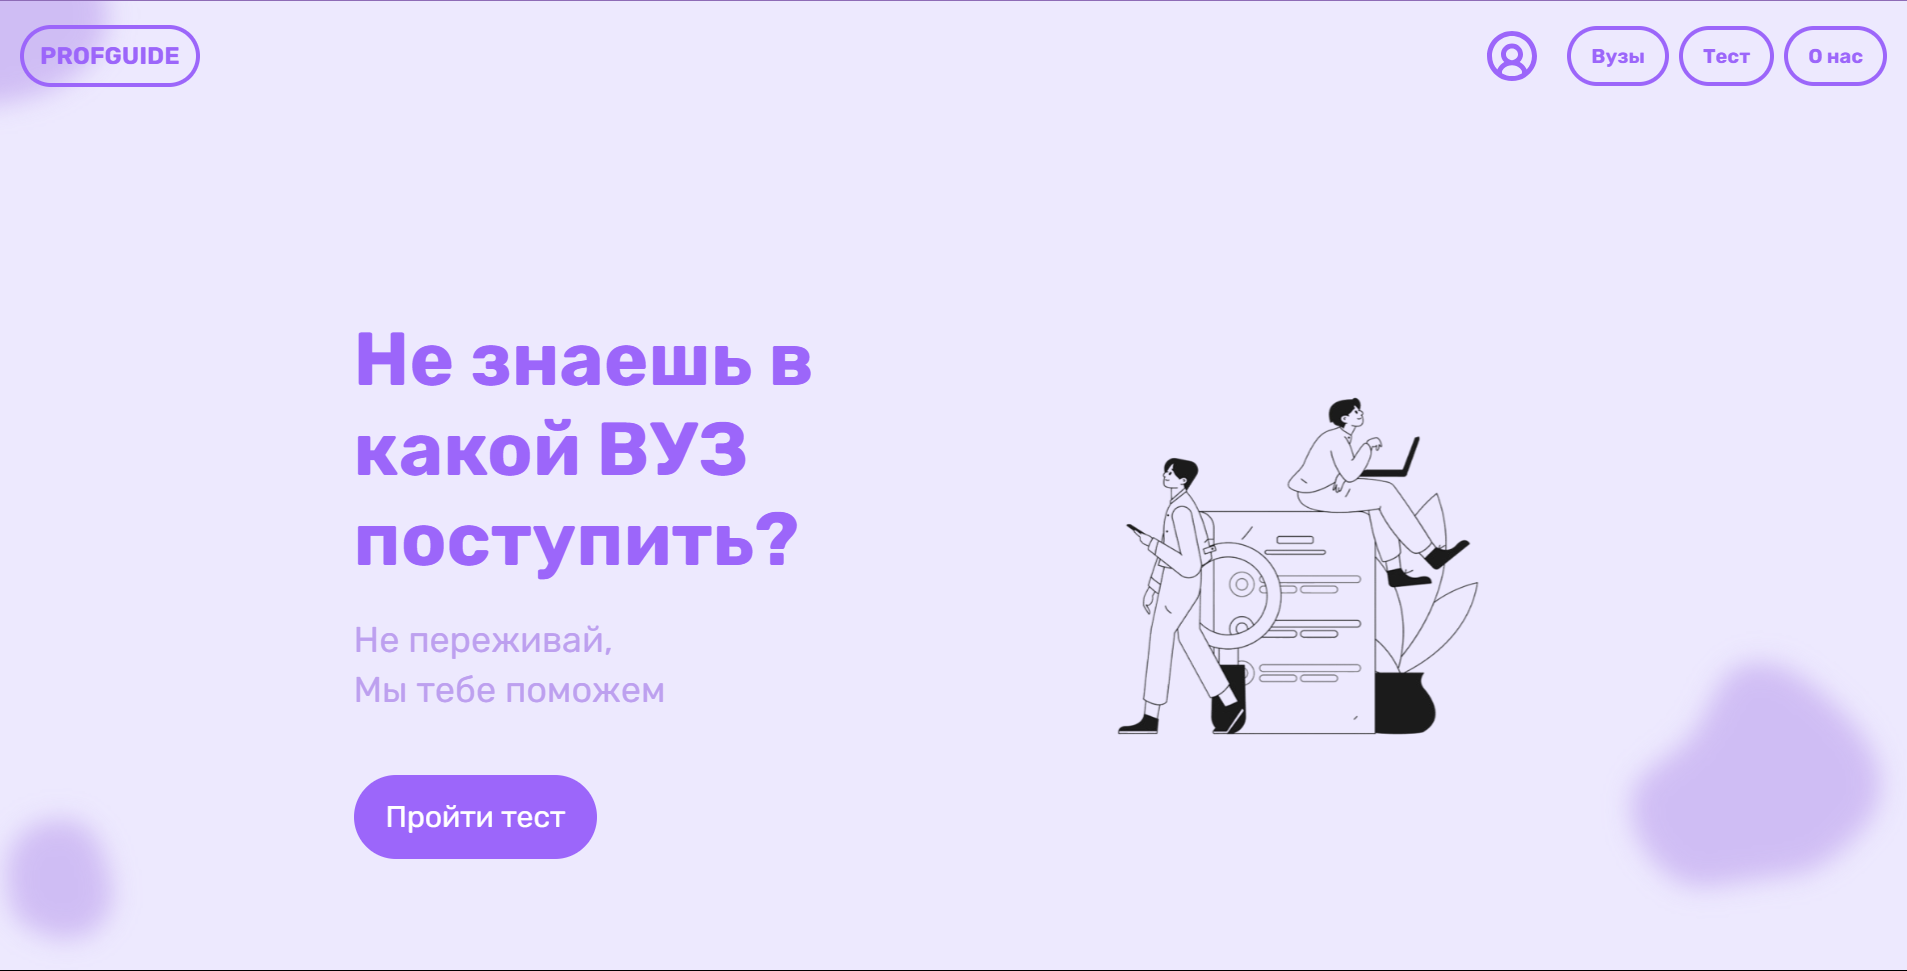 PROFGUIDE
Вузы
Тест
О нас
Не знаешь в
какой ВУЗ
поступить?
Не переживай,
Мы тебе поможем
Пройти тест